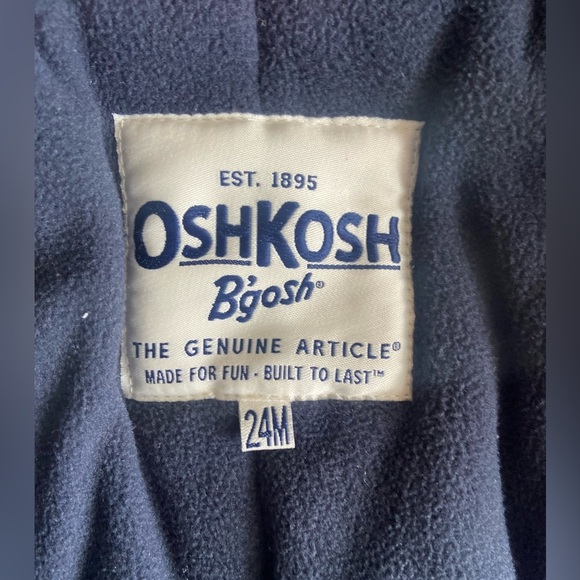 EST. 1895
OSHKOSH
B'gosh®
THE GENUINE ARTICLE®
MADE FOR FUN · BUILT TO LAST™
24M